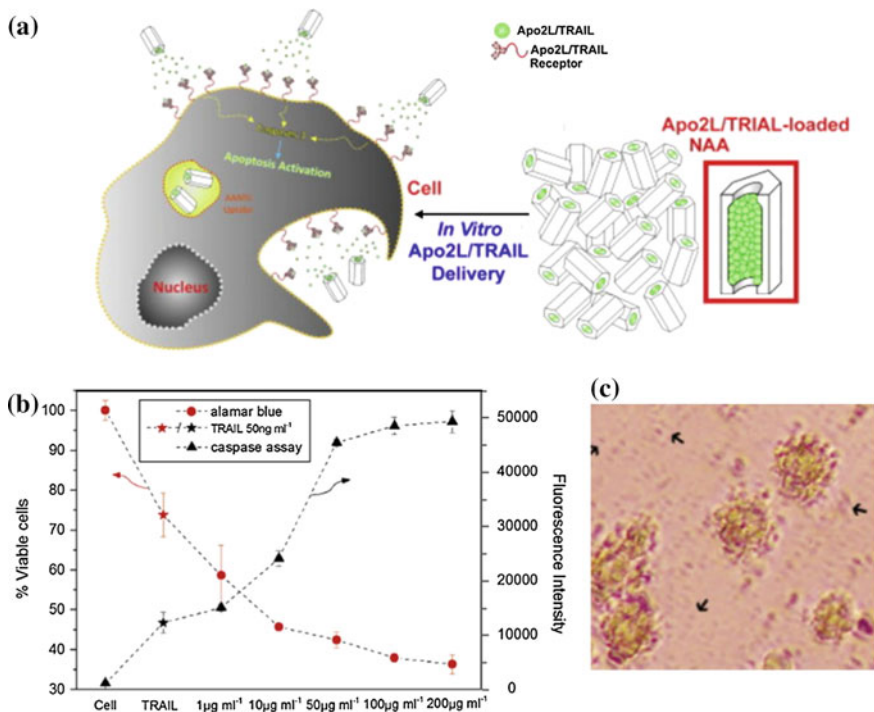 (a)
Apo2L/TRAIL
Apo2L/TRAIL
Receptor
Apoptosis Activation
Uptake
Cell
Nucleus
In Vitro
Apo2L/TRAIL
Delivery
Apo2L/TRIAL-loaded
NAA
(b)
alamar blue
TRAIL 50ng ml⁻¹
caspase assay
% Viable cells
100
90
80
70
60
50
40
30
Fluorescence Intensity
50000
40000
30000
20000
10000
0
Cell
TRAIL
1µg ml⁻¹
10µg ml⁻¹
50µg ml⁻¹
100µg ml⁻¹
200µg ml⁻¹
(c)